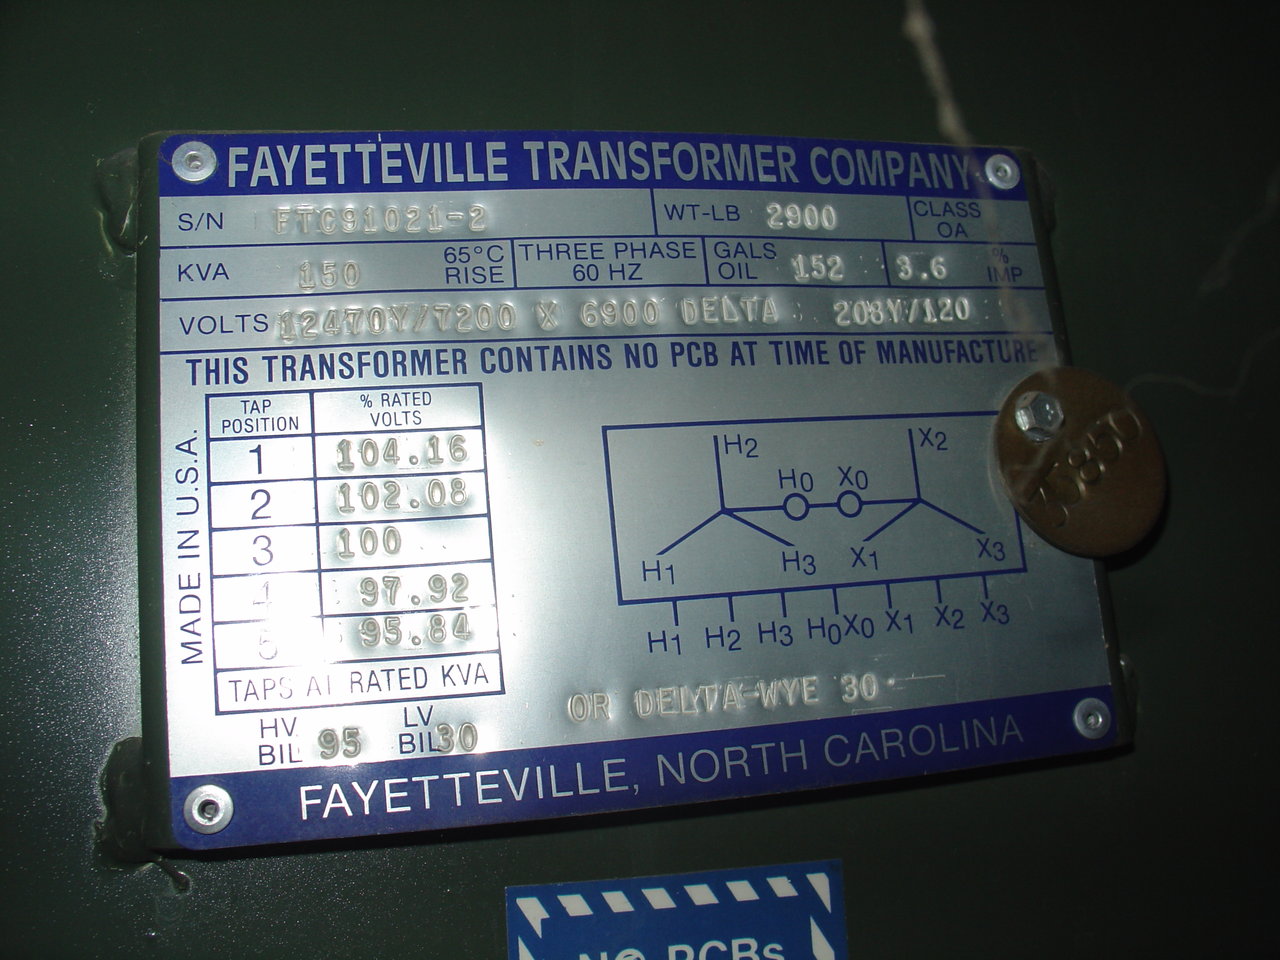 FAYETTEVILLE TRANSFORMER COMPANY
S/N FTC91021-2 WT-LB 2900 CLASS OA
KVA 150 65°C RISE THREE PHASE 60 HZ GALS OIL 152 3.6 % IMP
VOLTS 12470Y/7200 X 6900 DELTA 208Y/120
THIS TRANSFORMER CONTAINS NO PCB AT TIME OF MANUFACTURE
MADE IN U.S.A.
TAP POSITION % RATED VOLTS
1 104.16
2 102.08
3 100
4 97.92
5 95.84
TAPS AT RATED KVA
HV BIL 95 LV BIL 30
H2 X2
H0 X0
H1 H3 X1 X3
H1 H2 H3 H0X0 X1 X2 X3
OR DELTA-WYE 30°
FAYETTEVILLE, NORTH CAROLINA
NO PCBs